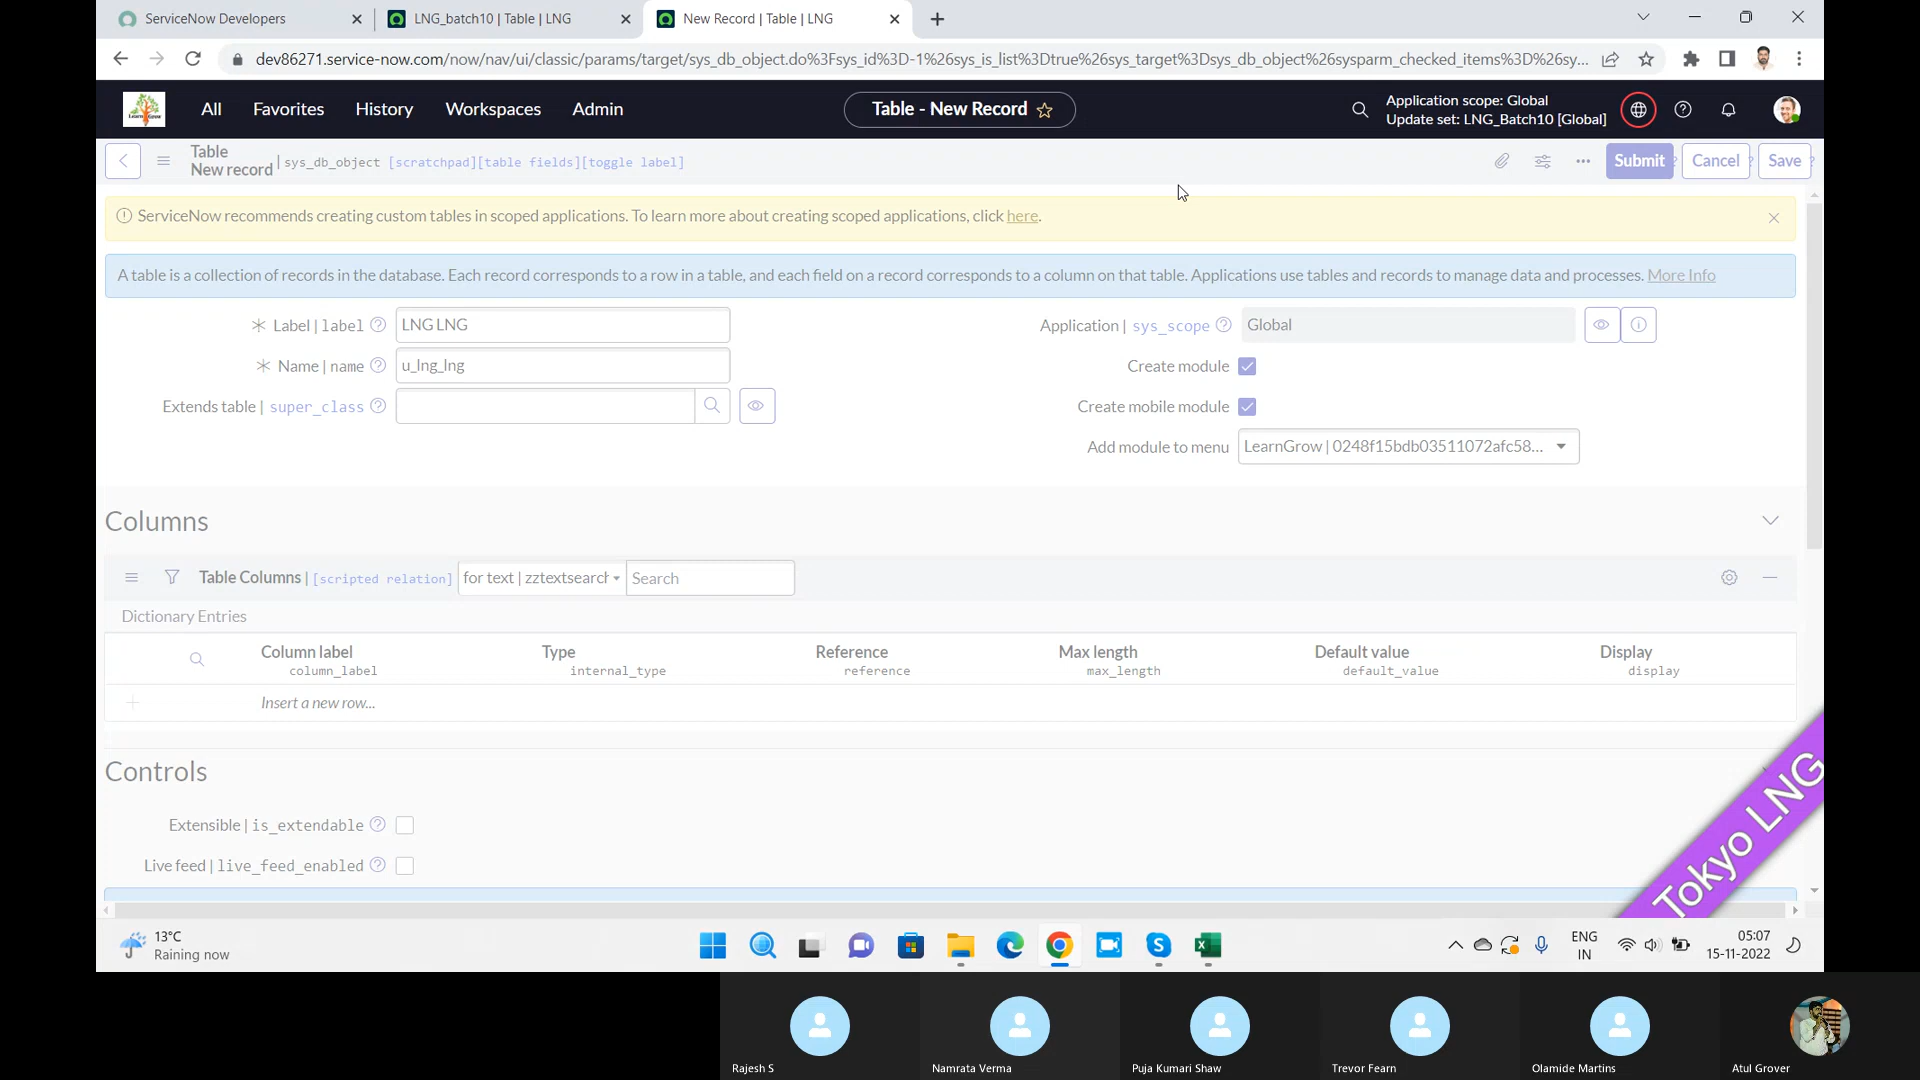 ServiceNow Developers
LNG_batch10 | Table | LNG
New Record | Table | LNG
dev86271.service-now.com/now/nav/ui/classic/params/target/sys_db_object.do%3Fsys_id%3D-1%26sys_is_list%3Dtrue%26sys_target%3Dsys_db_object%26sysparm_checked_items%3D%26sy...
All Favorites History Workspaces Admin
Table - New Record
Application scope: Global
Update set: LNG_Batch10 [Global]
Table
New record | sys_db_object [scratchpad][table fields][toggle label]
Submit Cancel Save
ServiceNow recommends creating custom tables in scoped applications. To learn more about creating scoped applications, click here.
A table is a collection of records in the database. Each record corresponds to a row in a table, and each field on a record corresponds to a column on that table. Applications use tables and records to manage data and processes. More Info
Label | label LNG LNG
Application | sys_scope Global
Name | name u_lng_lng
Create module
Extends table | super_class
Create mobile module
Add module to menu LearnGrow | 0248f15bdb03511072afc58...
Columns
Table Columns | [scripted relation] for text | zztextsearch Search
Dictionary Entries
Column label Type Reference Max length Default value Display
column_label internal_type reference max_length default_value display
Insert a new row...
Controls
Extensible | is_extendable
Live feed | live_feed_enabled
Tokyo LNG
13°C
Raining now
ENG
IN
05:07
15-11-2022
Rajesh S
Namrata Verma
Puja Kumari Shaw
Trevor Fearn
Olamide Martins
Atul Grover